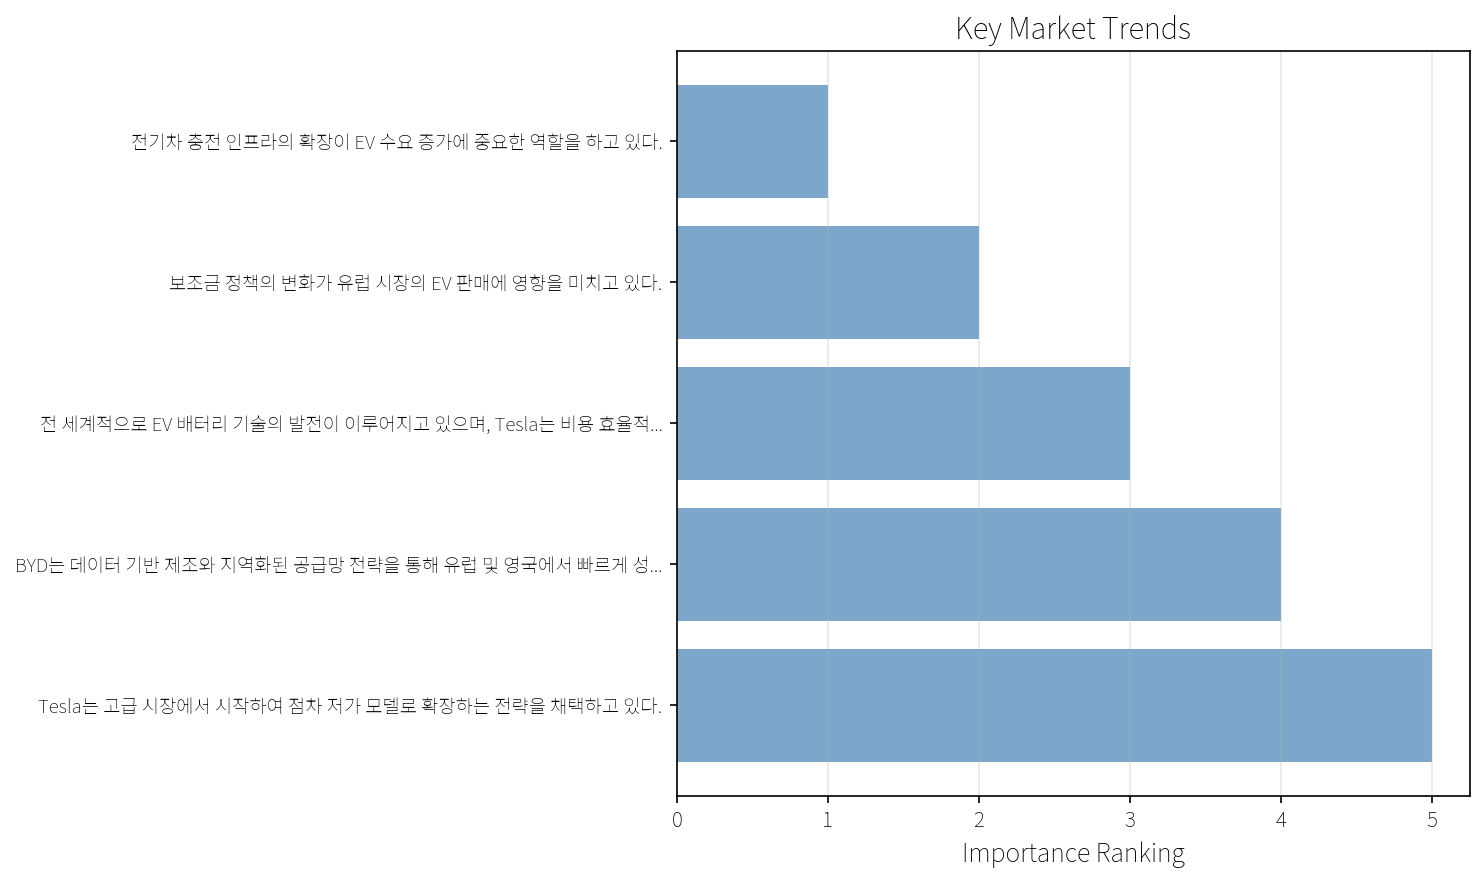 Key Market Trends
전기차 충전 인프라의 확장이 EV 수요 증가에 중요한 역할을 하고 있다.
보조금 정책의 변화가 유럽 시장의 EV 판매에 영향을 미치고 있다.
전 세계적으로 EV 배터리 기술의 발전이 이루어지고 있으며, Tesla는 비용 효율적...
BYD는 데이터 기반 제조와 지역화된 공급망 전략을 통해 유럽 및 영국에서 빠르게 성...
Tesla는 고급 시장에서 시작하여 점차 저가 모델로 확장하는 전략을 채택하고 있다.
0 1 2 3 4 5
Importance Ranking